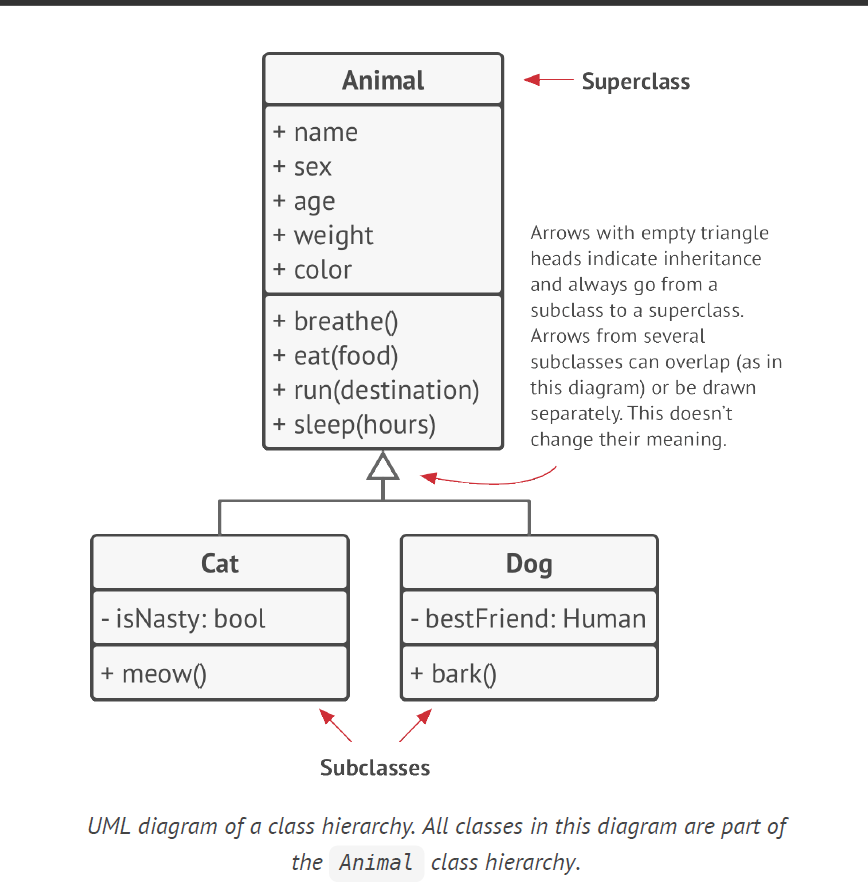 Animal
Superclass
+ name
+ sex
+ age
+ weight
+ color
+ breathe()
+ eat(food)
+ run(destination)
+ sleep(hours)
Arrows with empty triangle
heads indicate inheritance
and always go from a
subclass to a superclass.
Arrows from several
subclasses can overlap (as in
this diagram) or be drawn
separately. This doesn't
change their meaning.
Cat
- isNasty: bool
+ meow()
Dog
- bestFriend: Human
+ bark()
Subclasses
UML diagram of a class hierarchy. All classes in this diagram are part of
the Animal class hierarchy.